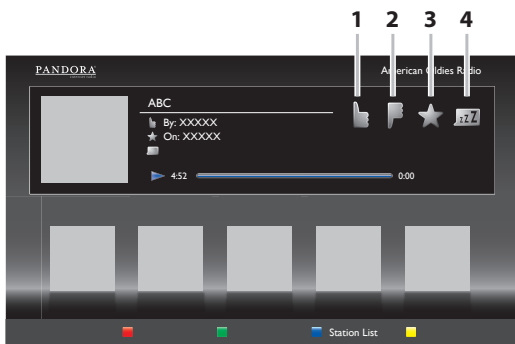 1 2 3 4
PANDORA
American Oldies Radio
ABC
By: XXXXX
On: XXXXX
zzZ
4:52
0:00
Station List